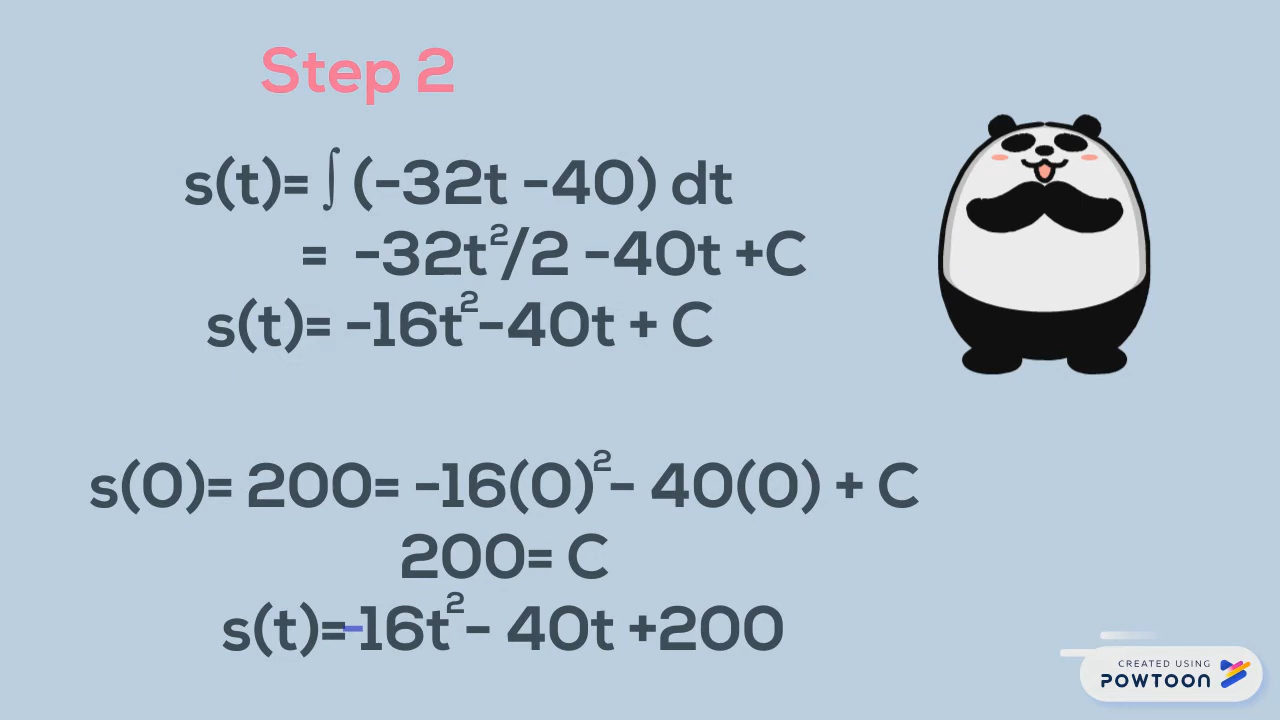 Step 2
s(t)= ∫ (-32t -40) dt
= -32t²/2 -40t +C
s(t)= -16t²-40t + C
s(0)= 200= -16(0)²- 40(0) + C
200= C
s(t)=-16t²- 40t +200
CREATED USING
POWTOON